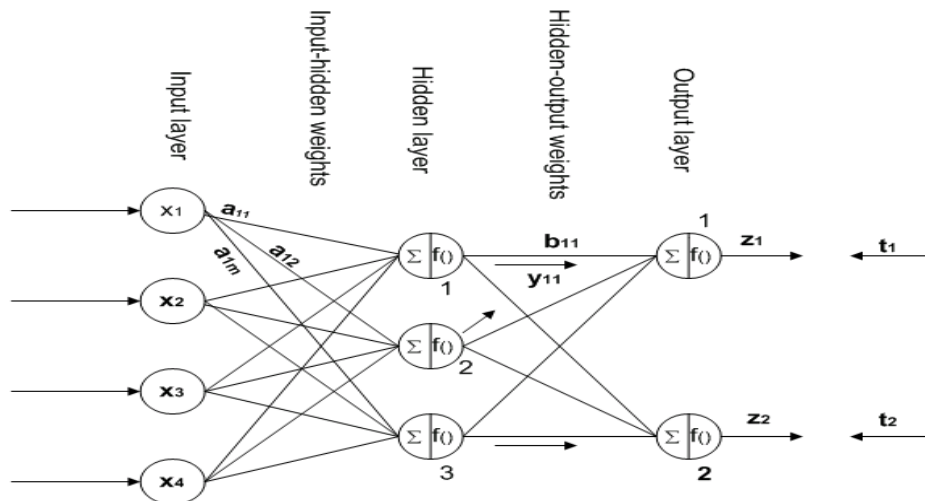 Input layer
Input-hidden weights
Hidden layer
Hidden-output weights
Output layer
x1
a11
a12
a1m
x2
x3
x4
Σ f()
1
Σ f()
2
Σ f()
3
b11
y11
1
Σ f()
z1
t1
Σ f()
2
z2
t2